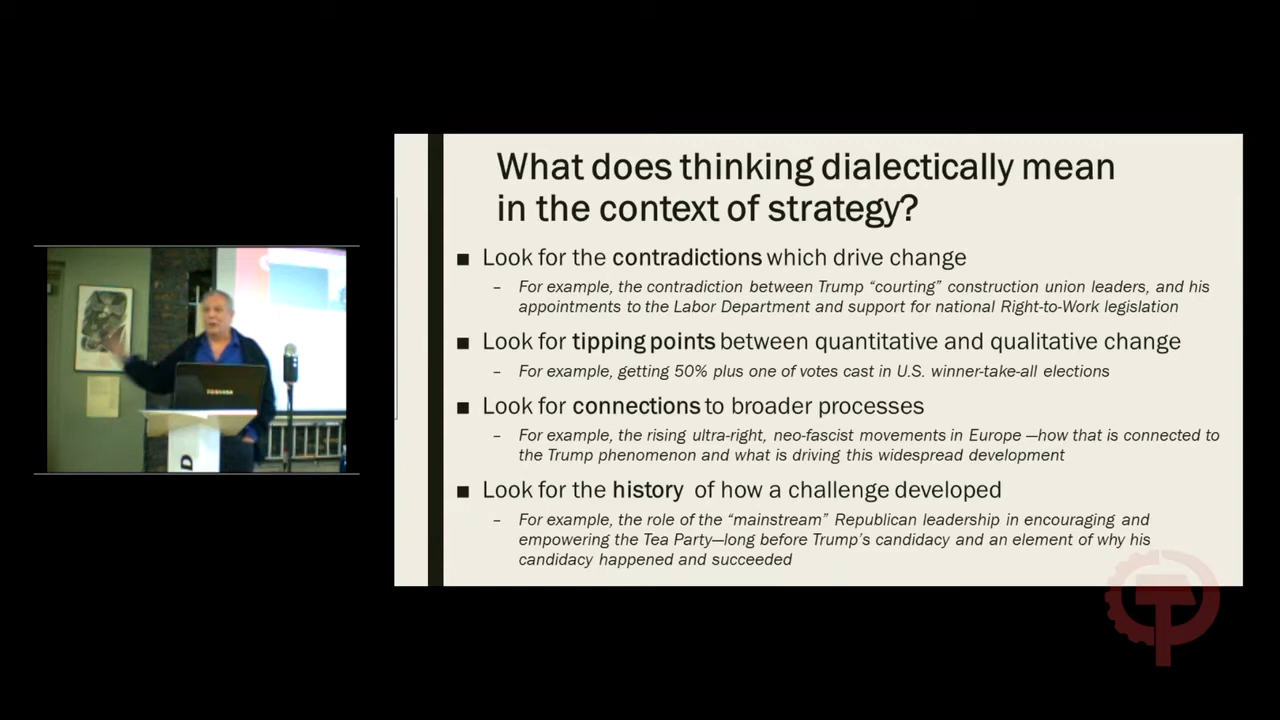 What does thinking dialectically mean
in the context of strategy?
■ Look for the contradictions which drive change
– For example, the contradiction between Trump “courting” construction union leaders, and his
appointments to the Labor Department and support for national Right-to-Work legislation
■ Look for tipping points between quantitative and qualitative change
– For example, getting 50% plus one of votes cast in U.S. winner-take-all elections
■ Look for connections to broader processes
– For example, the rising ultra-right, neo-fascist movements in Europe —how that is connected to
the Trump phenomenon and what is driving this widespread development
■ Look for the history of how a challenge developed
– For example, the role of the “mainstream” Republican leadership in encouraging and
empowering the Tea Party—long before Trump’s candidacy and an element of why his
candidacy happened and succeeded
TOSHIBA
D